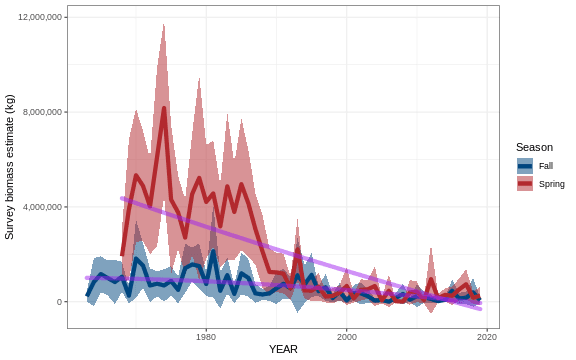 Survey biomass estimate (kg)
12,000,000
8,000,000
4,000,000
0
1980
2000
2020
YEAR
Season
Fall
Spring